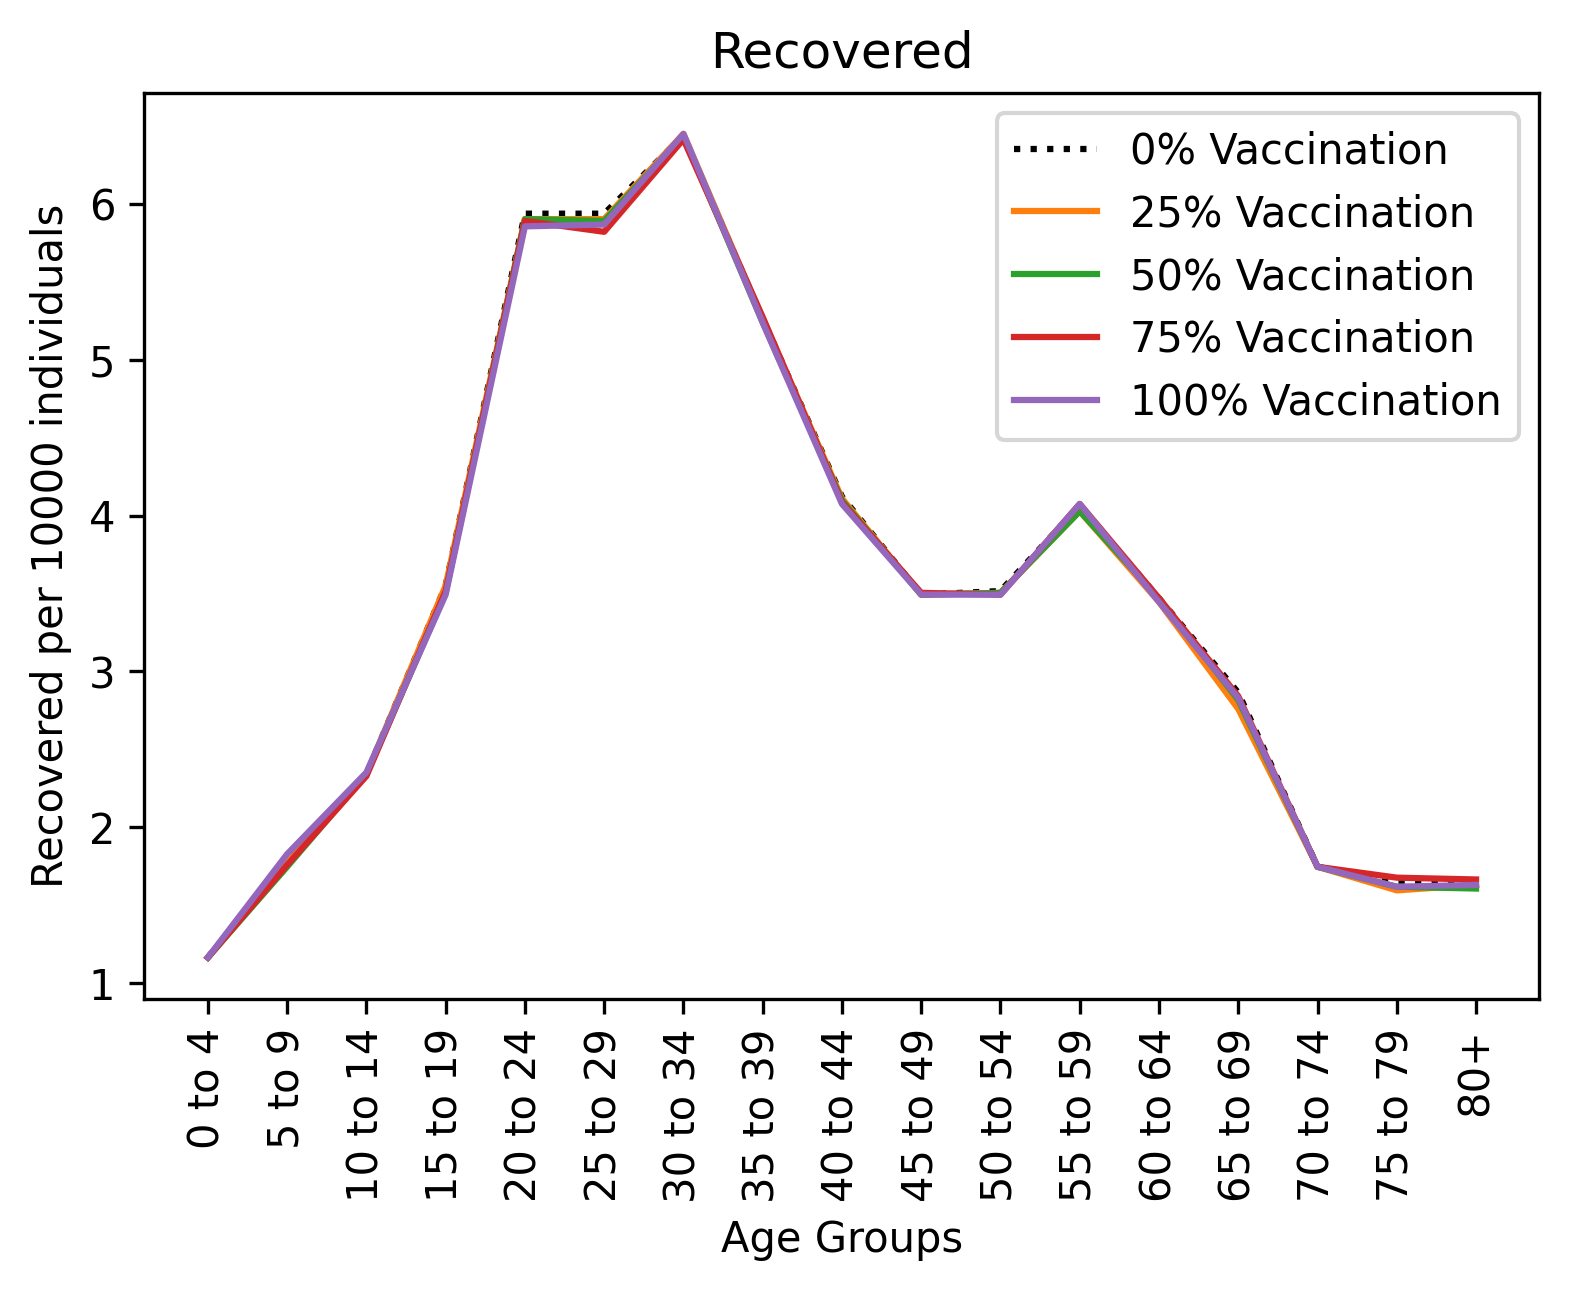 Recovered
0% Vaccination
25% Vaccination
50% Vaccination
75% Vaccination
100% Vaccination
Recovered per 10000 individuals
6
5
4
3
2
1
0 to 4
5 to 9
10 to 14
15 to 19
20 to 24
25 to 29
30 to 34
35 to 39
40 to 44
45 to 49
50 to 54
55 to 59
60 to 64
65 to 69
70 to 74
75 to 79
80+
Age Groups